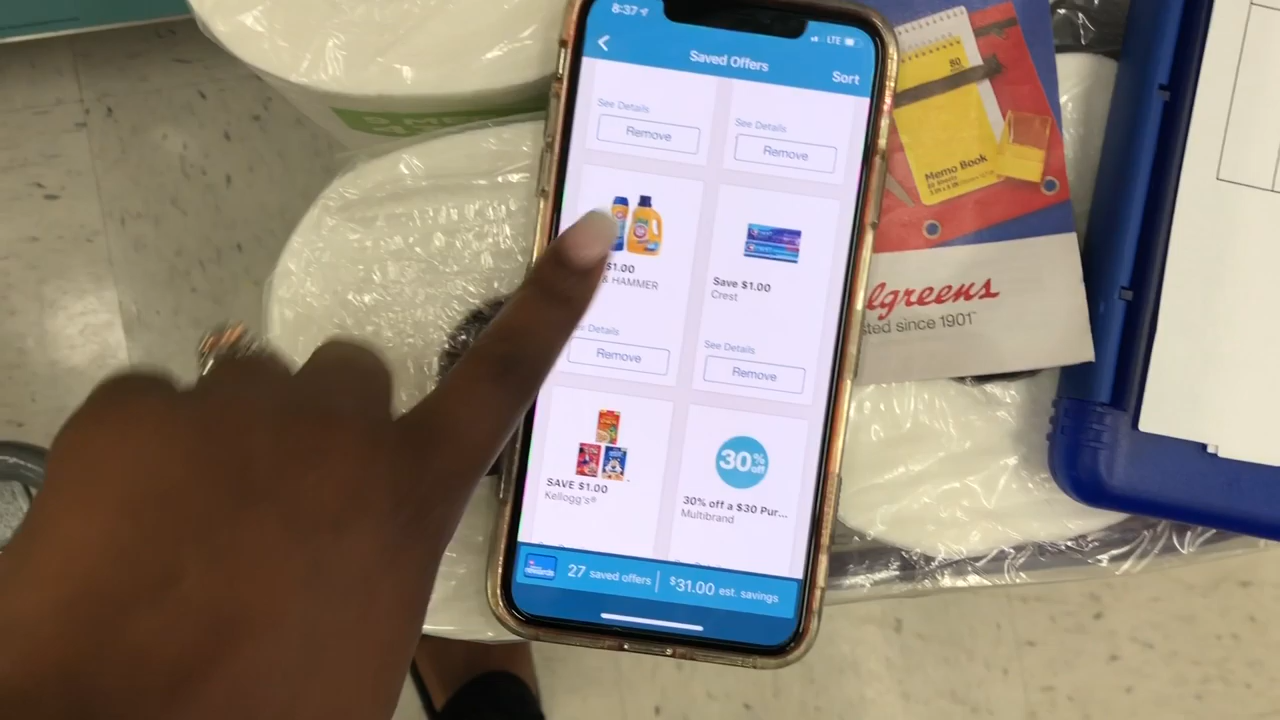 8:37
LTE
Saved Offers
Sort
See Details
Remove
See Details
Remove
$1.00
& HAMMER
Details
Remove
Save $1.00
Crest
See Details
Remove
SAVE $1.00
Kellogg's®
30% off
30% off a $30 Pur...
Multibrand
rewards
27 saved offers
$31.00 est. savings
80
Memo Book
lgreens
ted since 1901